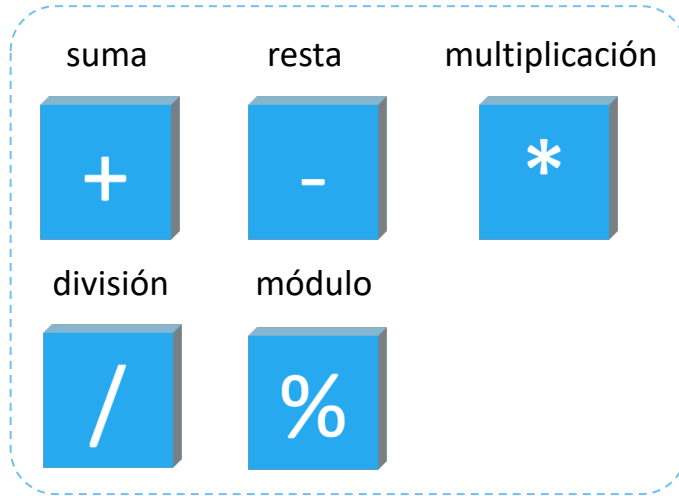 suma resta multiplicación
+ - *
división módulo
/ %